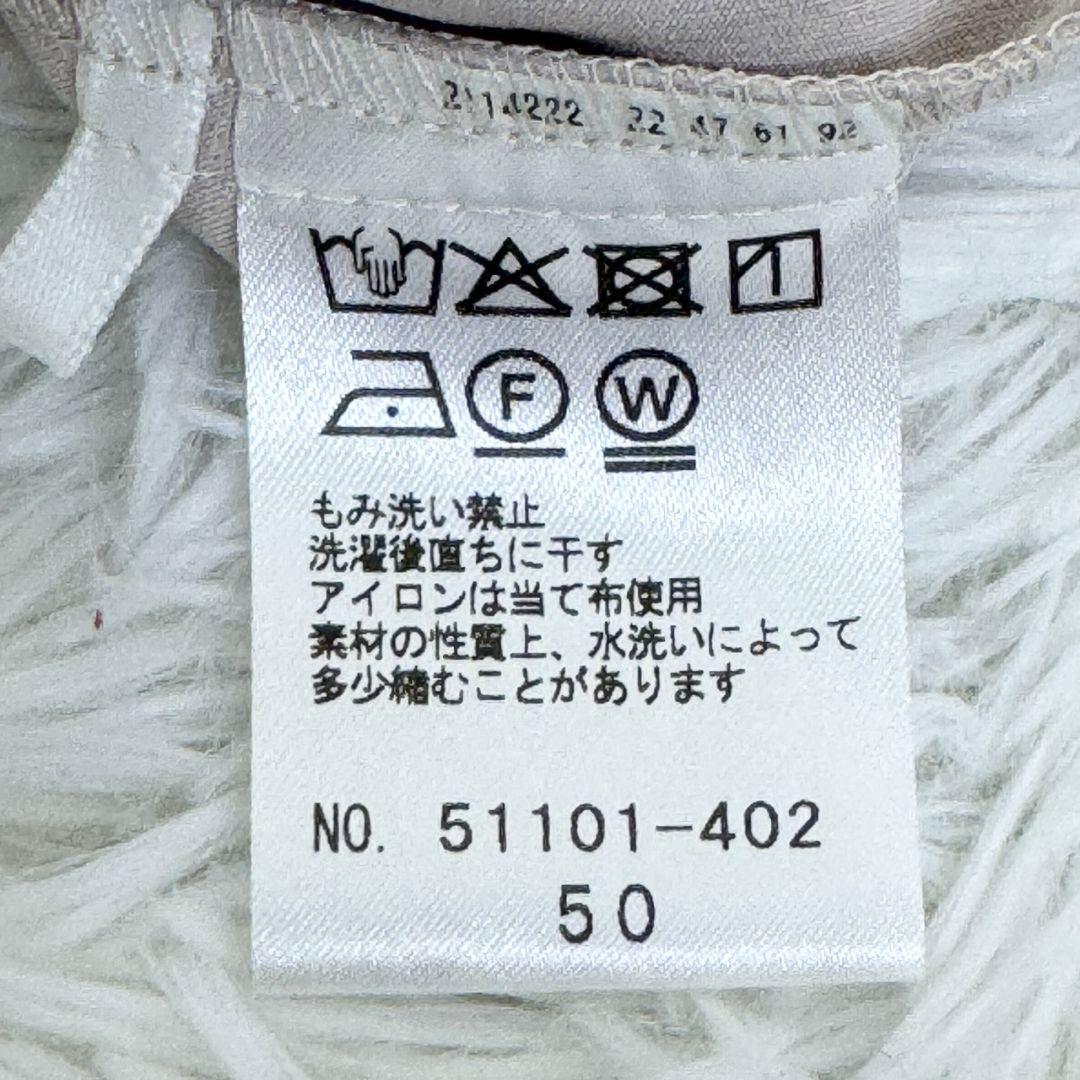 2114222 22 47 61 92
F W
もみ洗い禁止
洗濯後直ちに干す
アイロンは当て布使用
素材の性質上、水洗いによって
多少縮むことがあります
NO. 51101-402
50